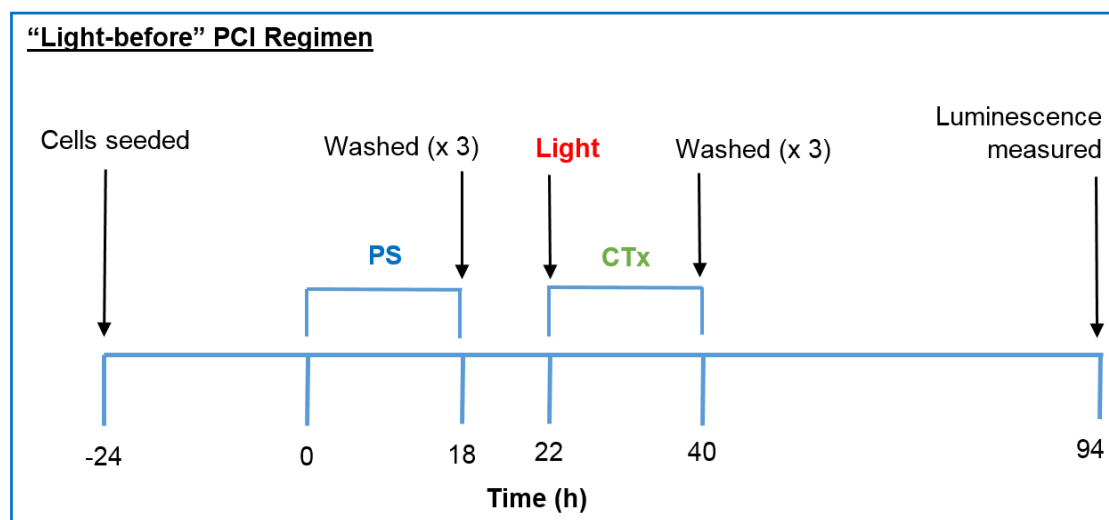 “Light-before” PCI Regimen
Luminescence
measured
Cells seeded
Washed (x 3)
Light
Washed (x 3)
PS
CTx
-24
0
18
22
40
94
Time (h)